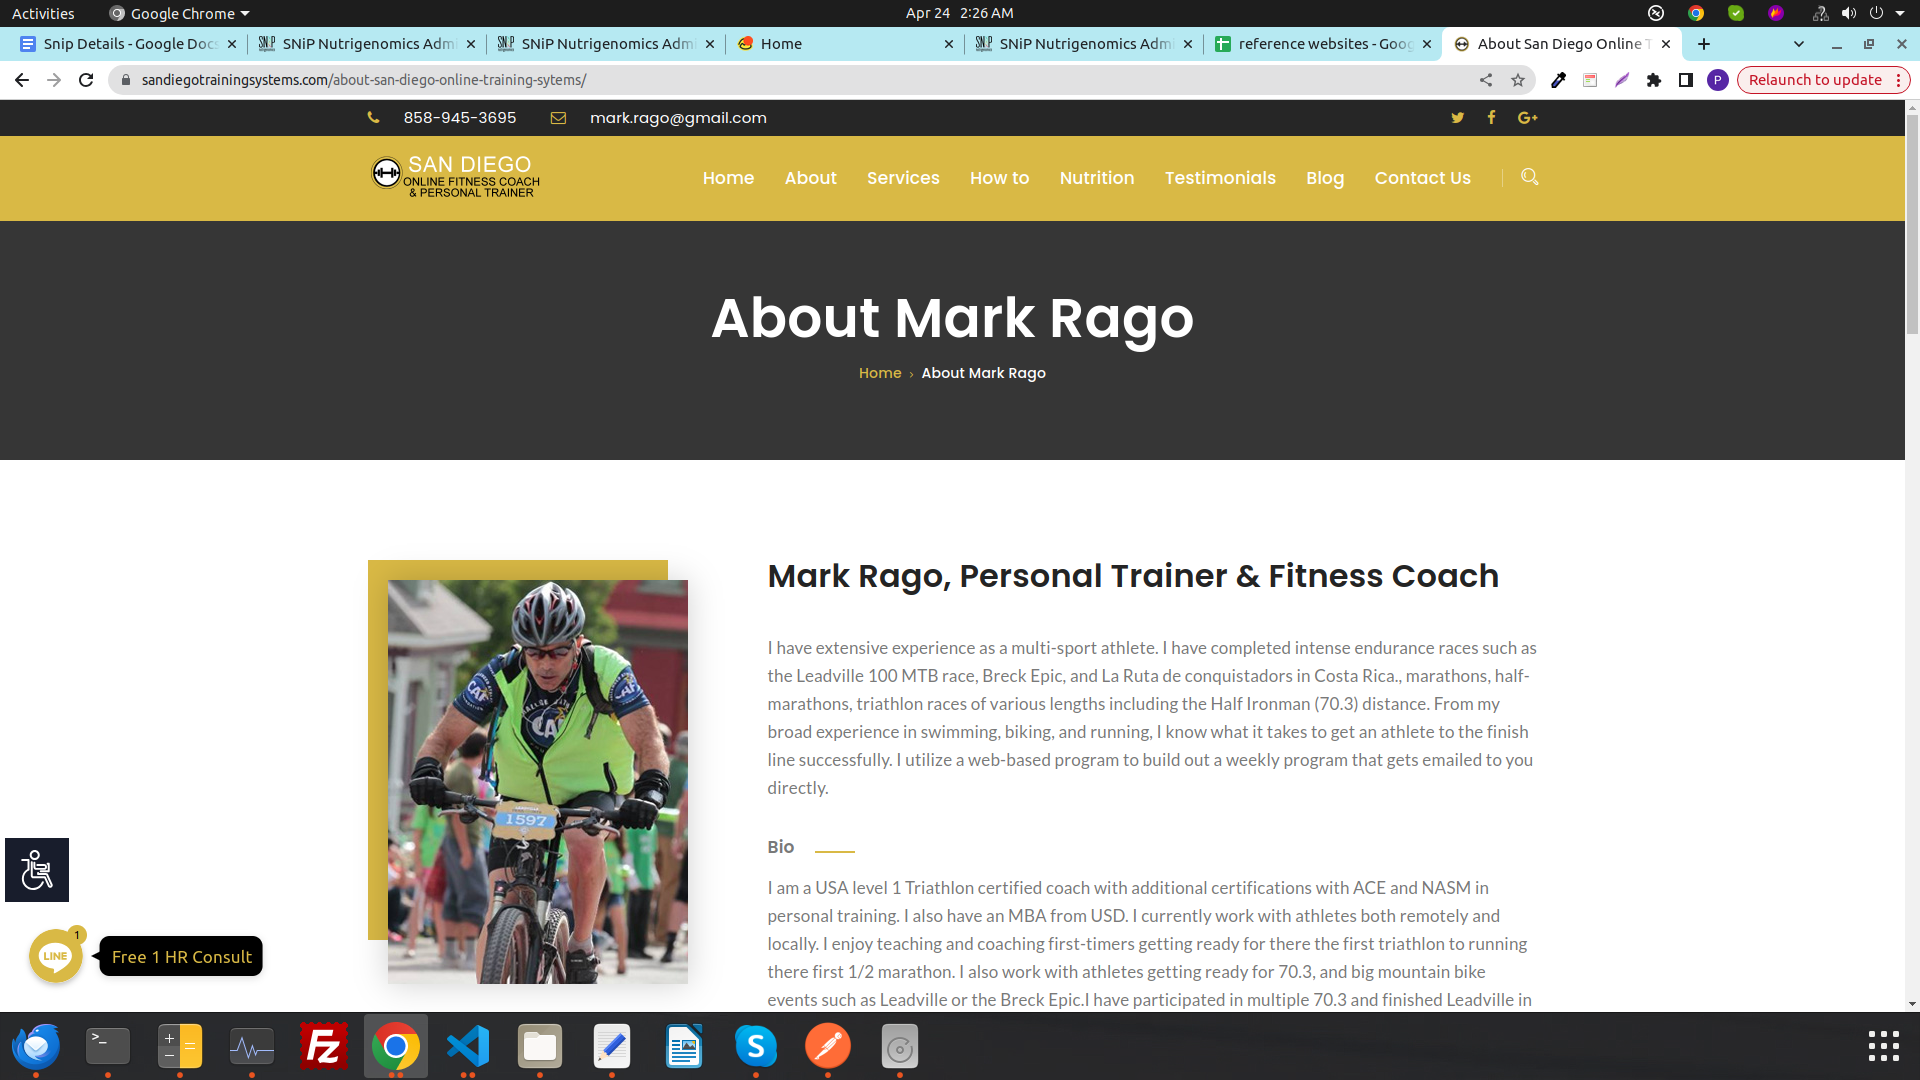 Activities
Google Chrome
Apr 24 2:26 AM
Snip Details - Google Docs
SNiP Nutrigenomics Admi
SNiP Nutrigenomics Admi
Home
SNiP Nutrigenomics Admi
reference websites - Goog
About San Diego Online T
sandiegotrainingsystems.com/about-san-diego-online-training-sytems/
P
Relaunch to update
858-945-3695
mark.rago@gmail.com
G+
SAN DIEGO
ONLINE FITNESS COACH
& PERSONAL TRAINER
Home
About
Services
How to
Nutrition
Testimonials
Blog
Contact Us
About Mark Rago
Home › About Mark Rago
Mark Rago, Personal Trainer & Fitness Coach
I have extensive experience as a multi-sport athlete. I have completed intense endurance races such as
the Leadville 100 MTB race, Breck Epic, and La Ruta de conquistadors in Costa Rica., marathons, half-
marathons, triathlon races of various lengths including the Half Ironman (70.3) distance. From my
broad experience in swimming, biking, and running, I know what it takes to get an athlete to the finish
line successfully. I utilize a web-based program to build out a weekly program that gets emailed to you
directly.
CAF
1597
Bio
I am a USA level 1 Triathlon certified coach with additional certifications with ACE and NASM in
personal training. I also have an MBA from USD. I currently work with athletes both remotely and
locally. I enjoy teaching and coaching first-timers getting ready for there the first triathlon to running
there first 1/2 marathon. I also work with athletes getting ready for 70.3, and big mountain bike
events such as Leadville or the Breck Epic.I have participated in multiple 70.3 and finished Leadville in
LINE
1
Free 1 HR Consult